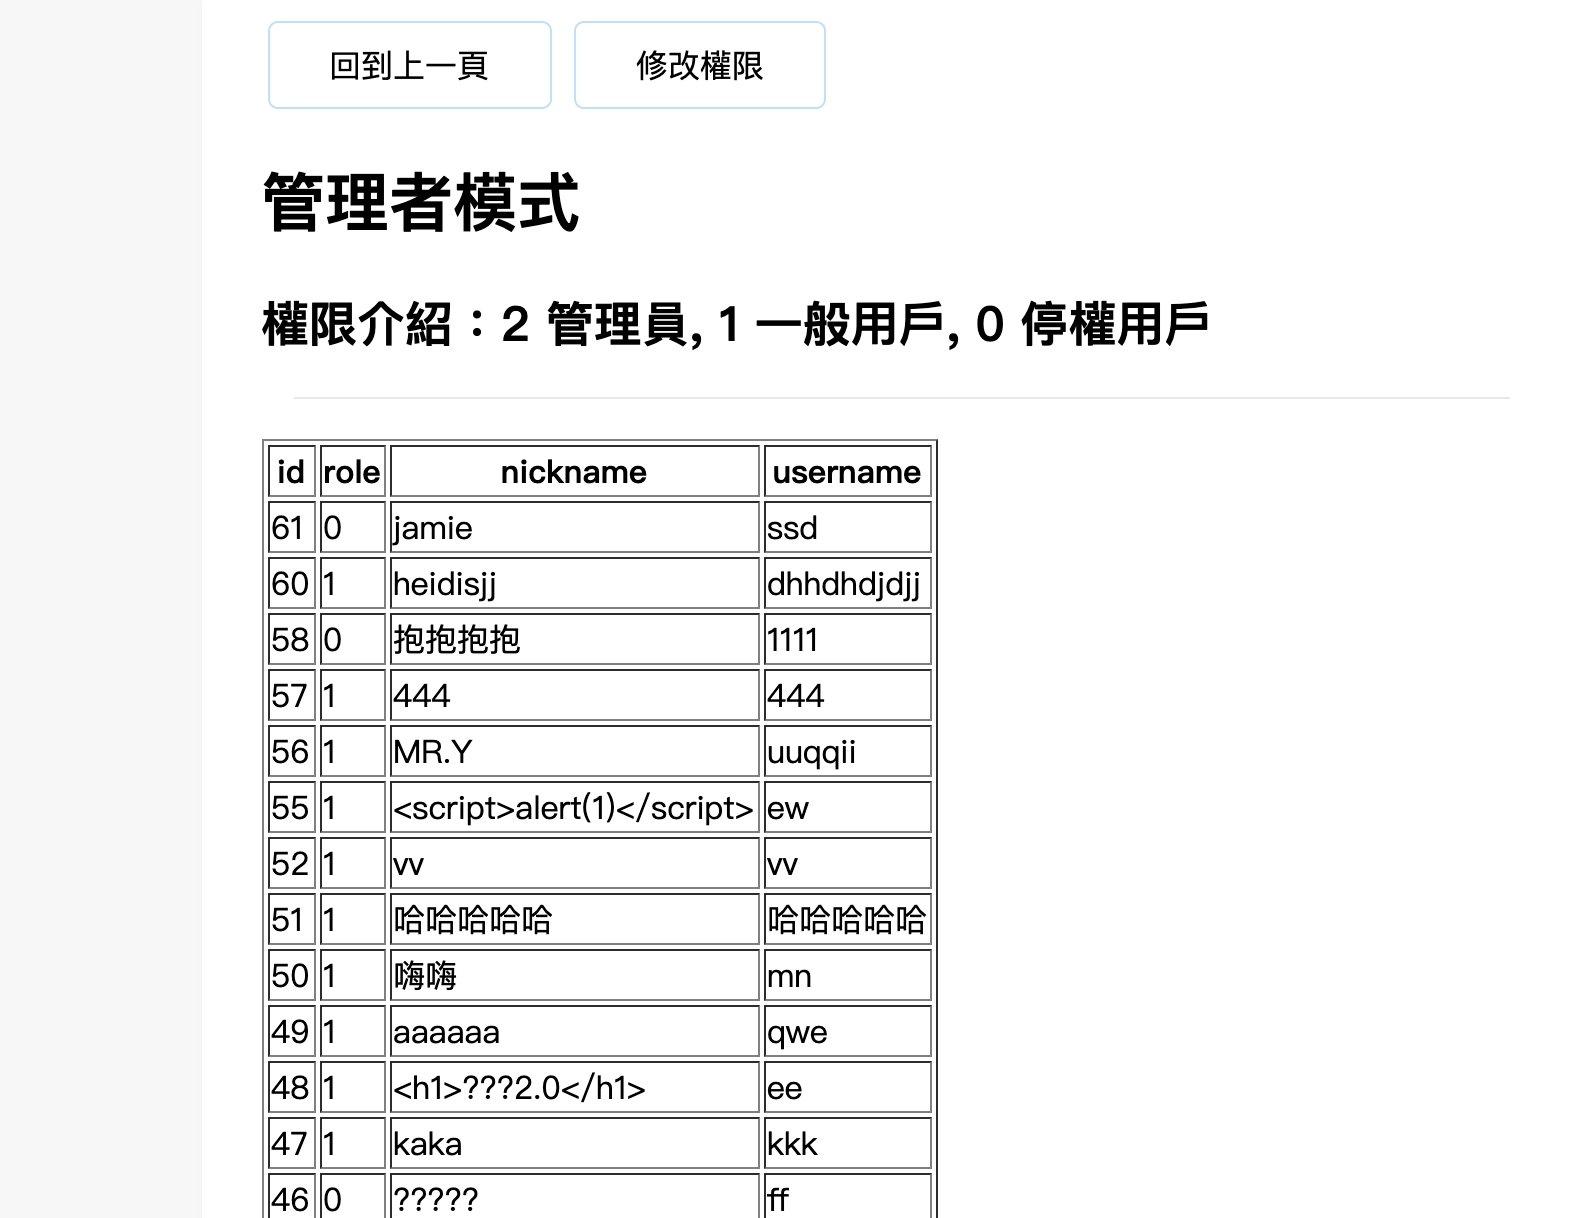 回到上一頁 修改權限
管理者模式
權限介紹：2 管理員, 1 一般用戶, 0 停權用戶
id role nickname username
61 0 jamie ssd
60 1 heidisjj dhhdhdjdjj
58 0 抱抱抱抱 1111
57 1 444 444
56 1 MR.Y uuqqii
55 1 <script>alert(1)</script> ew
52 1 vv vv
51 1 哈哈哈哈哈 哈哈哈哈哈
50 1 嗨嗨 mn
49 1 aaaaaa qwe
48 1 <h1>???2.0</h1> ee
47 1 kaka kkk
46 0 ????? ff